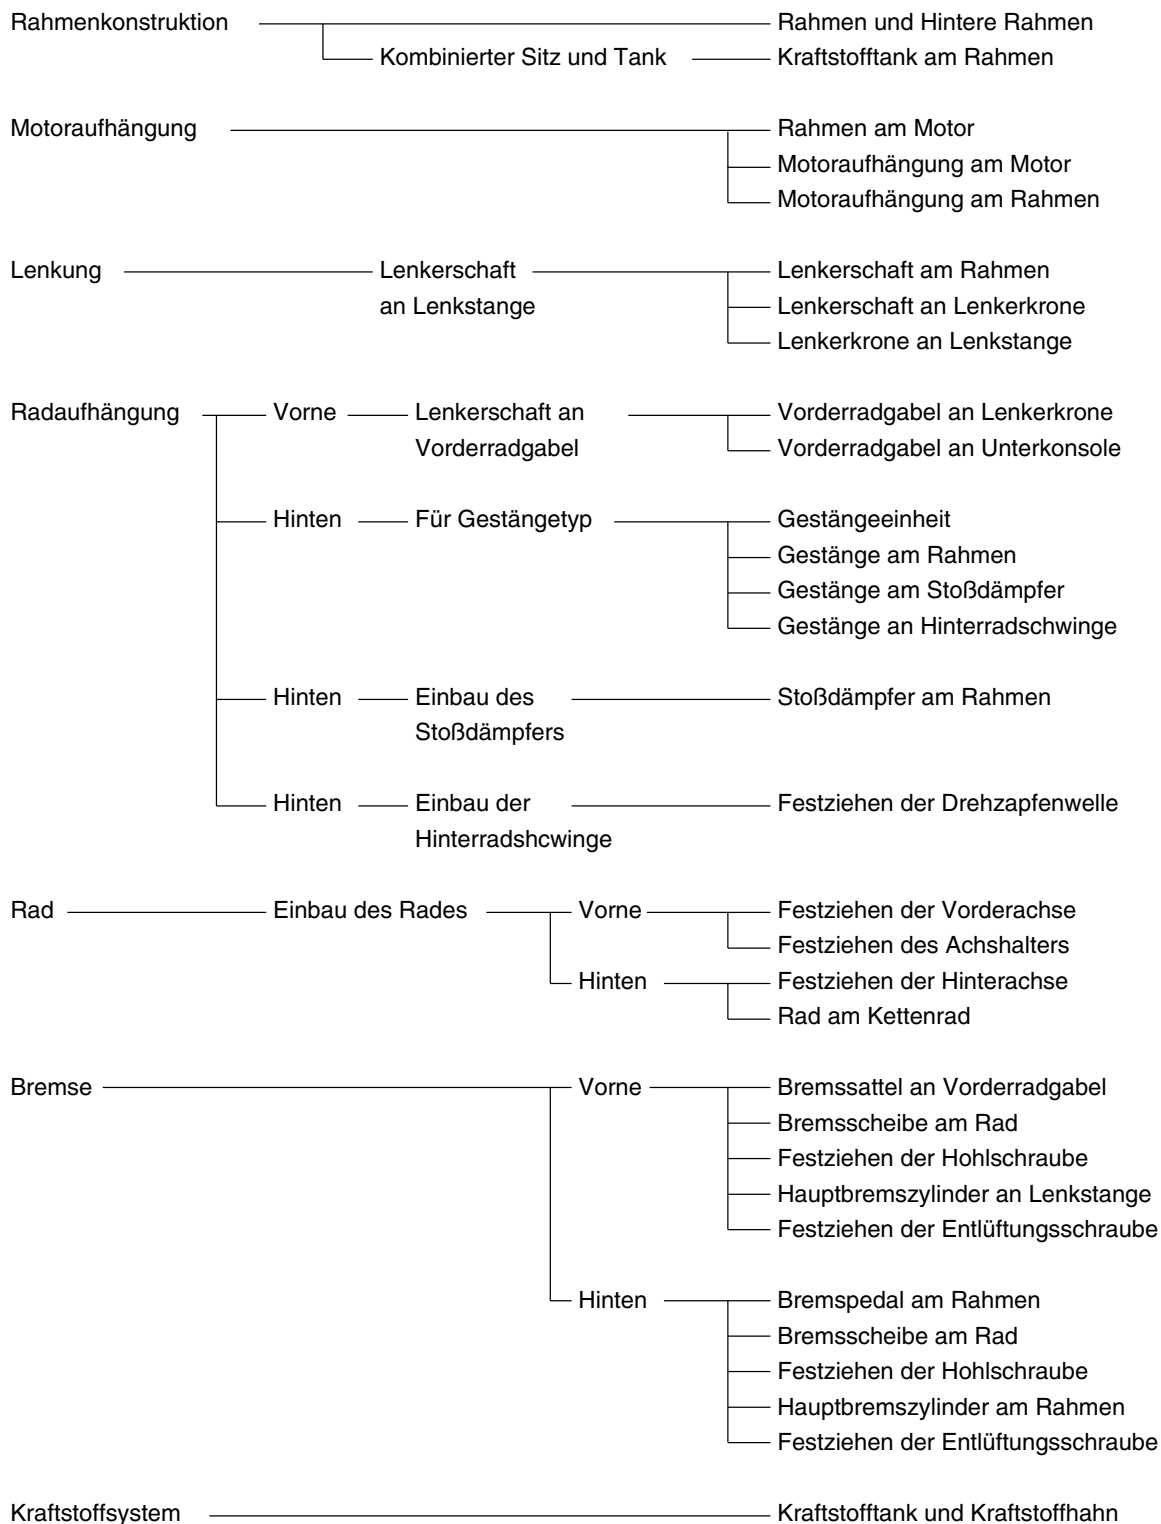 Rahmenkonstruktion Rahmen und Hintere Rahmen
Kombinierter Sitz und Tank Kraftstofftank am Rahmen
Motoraufhängung Rahmen am Motor
Motoraufhängung am Motor
Motoraufhängung am Rahmen
Lenkung Lenkerschaft Lenkerschaft am Rahmen
an Lenkstange Lenkerschaft an Lenkerkrone
Lenkerkrone an Lenkstange
Radaufhängung Vorne Lenkerschaft an Vorderradgabel an Lenkerkrone
Vorderradgabel Vorderradgabel an Unterkonsole
Hinten Für Gestängetyp Gestängeeinheit
Gestänge am Rahmen
Gestänge am Stoßdämpfer
Gestänge an Hinterradschwinge
Hinten Einbau des Stoßdämpfer am Rahmen
Stoßdämpfers
Hinten Einbau der Festziehen der Drehzapfenwelle
Hinterradshcwinge
Rad Einbau des Rades Vorne Festziehen der Vorderachse
Festziehen des Achshalters
Hinten Festziehen der Hinterachse
Rad am Kettenrad
Bremse Vorne Bremssattel an Vorderradgabel
Bremsscheibe am Rad
Festziehen der Hohlschraube
Hauptbremszylinder an Lenkstange
Festziehen der Entlüftungsschraube
Hinten Bremspedal am Rahmen
Bremsscheibe am Rad
Festziehen der Hohlschraube
Hauptbremszylinder am Rahmen
Festziehen der Entlüftungsschraube
Kraftstoffsystem Kraftstofftank und Kraftstoffhahn